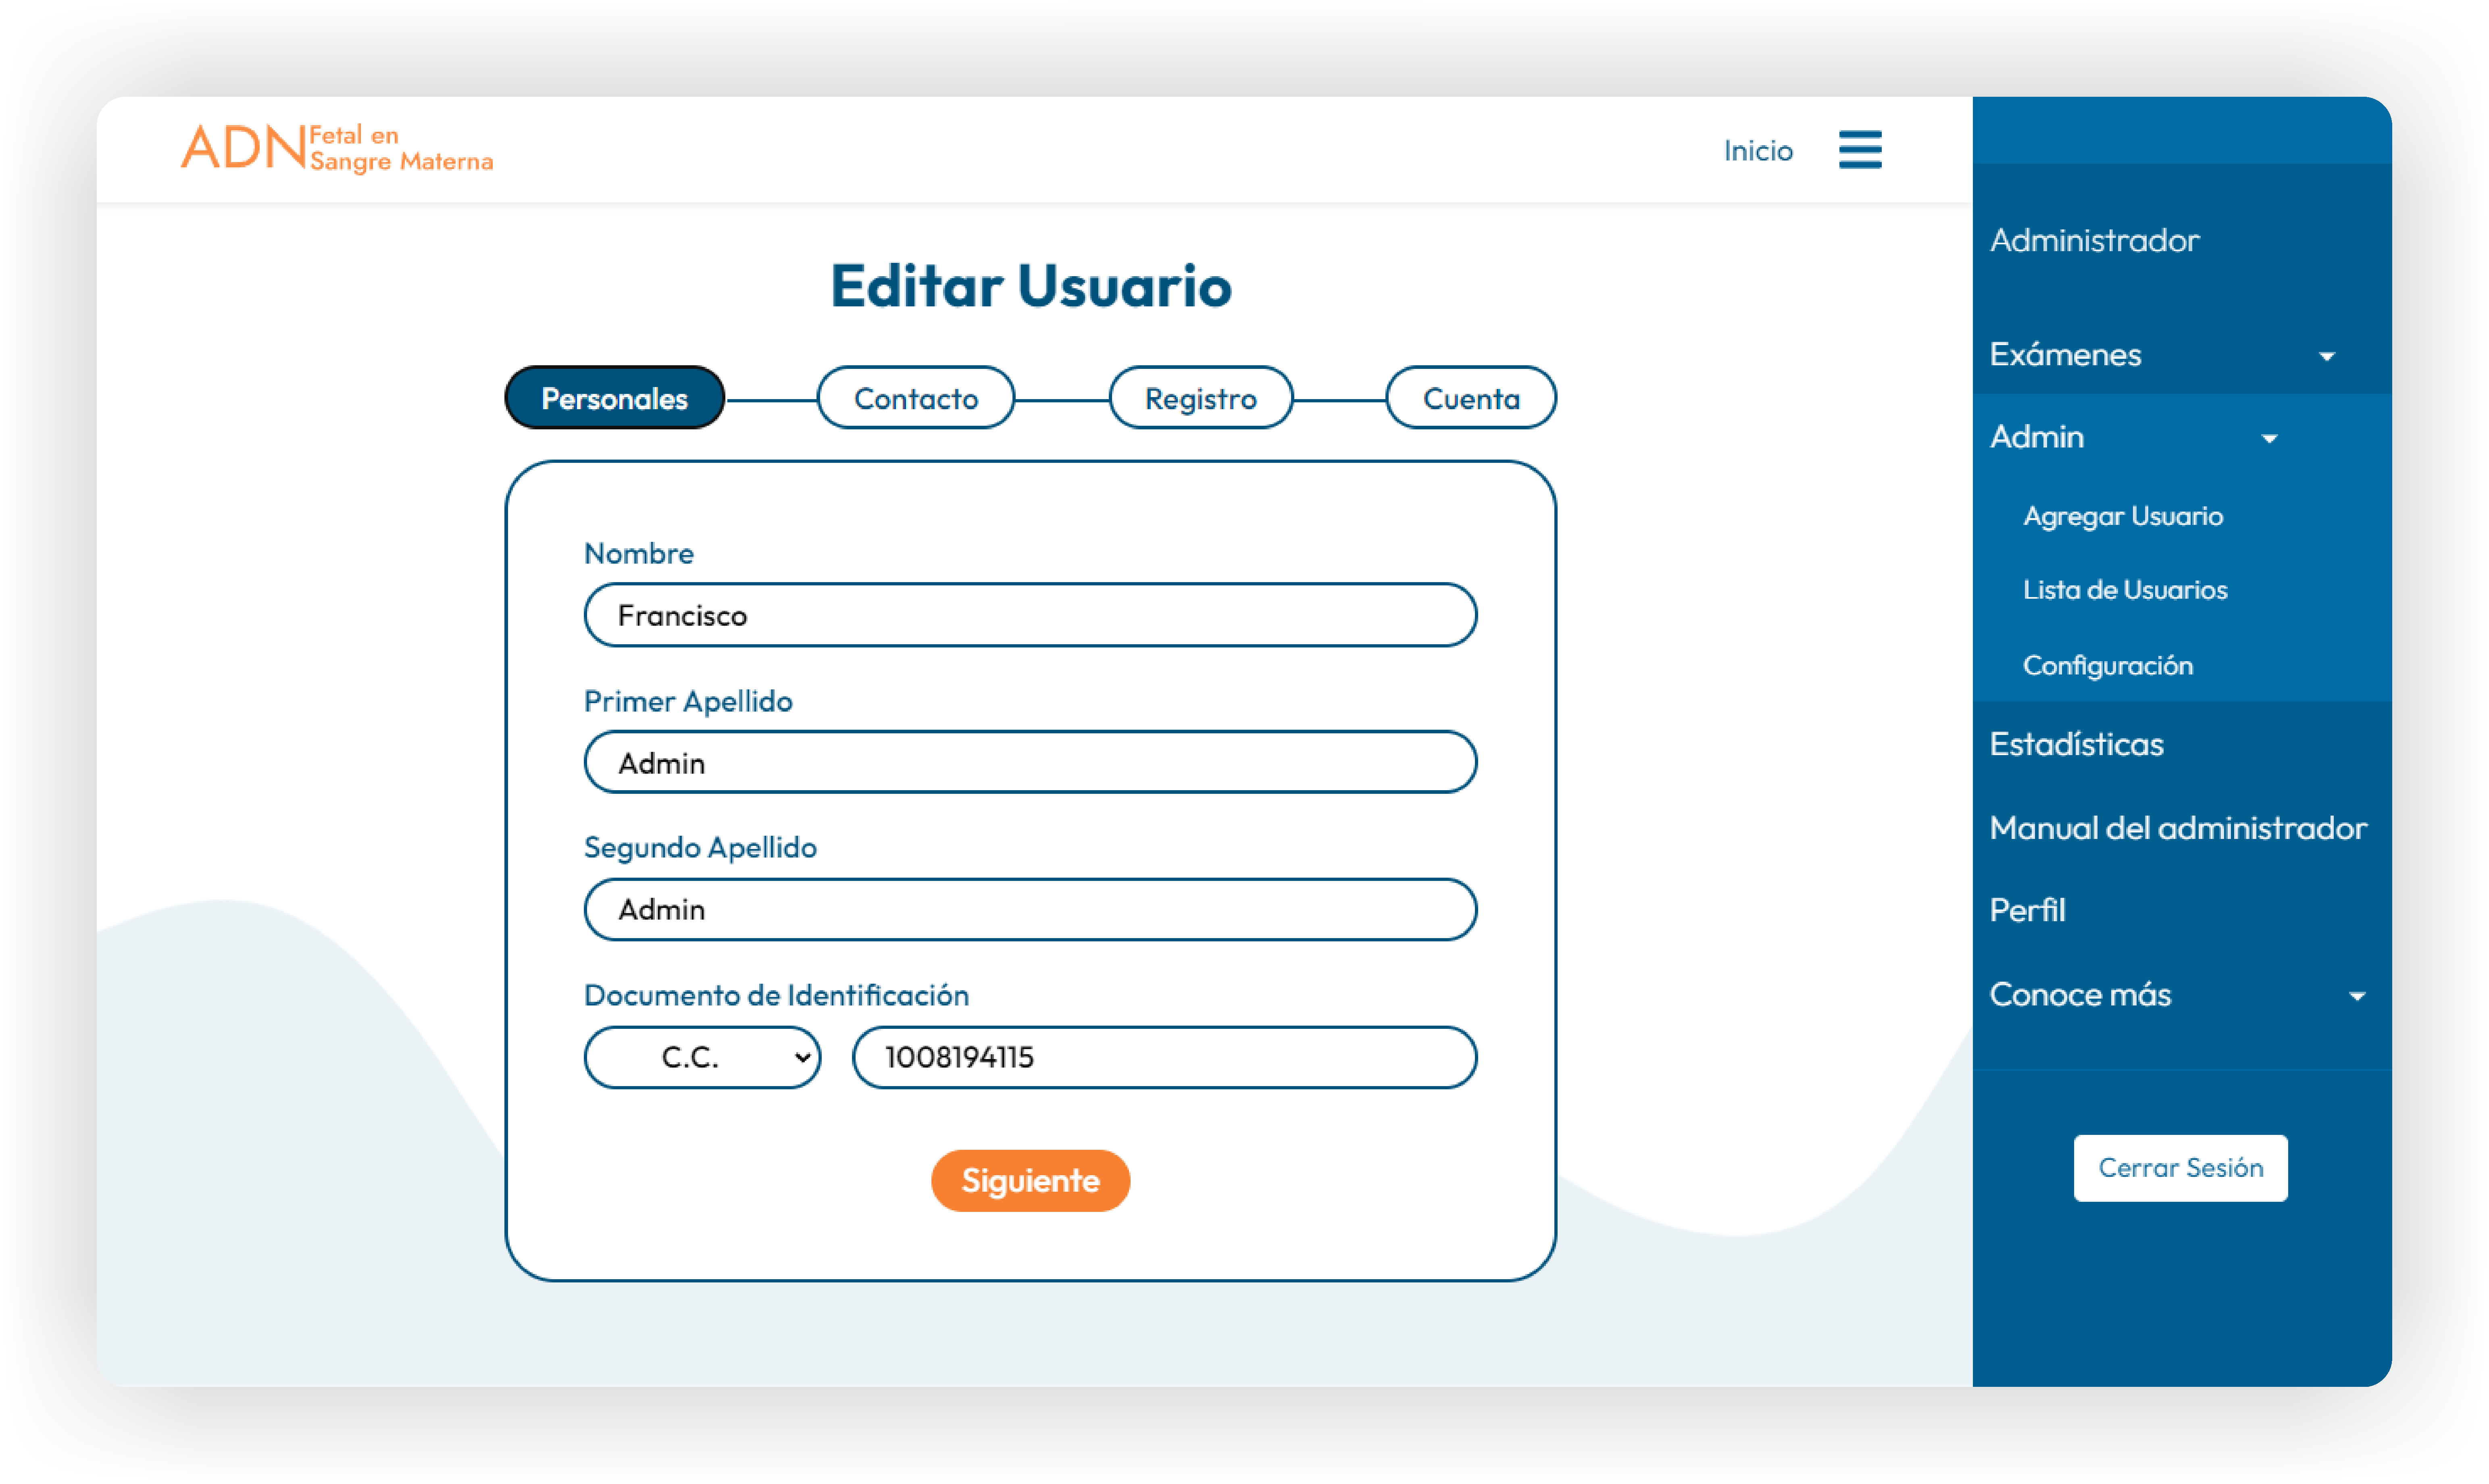 ADN Fetal en
Sangre Materna
Inicio
Editar Usuario
Personales
Contacto
Registro
Cuenta
Nombre
Francisco
Primer Apellido
Admin
Segundo Apellido
Admin
Documento de Identificación
C.C.
1008194115
Siguiente
Administrador
Exámenes
Admin
Agregar Usuario
Lista de Usuarios
Configuración
Estadísticas
Manual del administrador
Perfil
Conoce más
Cerrar Sesión